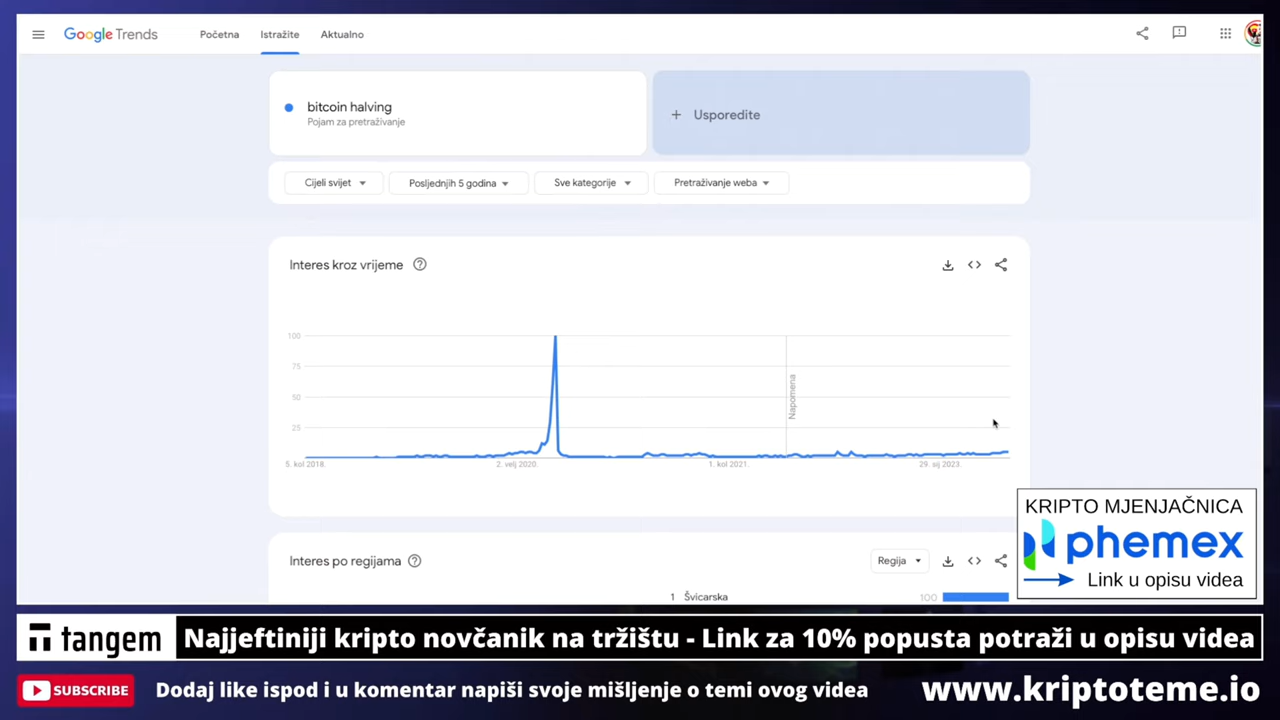 Google Trends
Početna
Istražite
Aktualno
bitcoin halving
Pojam za pretraživanje
+ Usporedite
Cijeli svijet
Posljednjih 5 godina
Sve kategorije
Pretraživanje weba
Interes kroz vrijeme
100
75
50
25
Napomena
5. kol 2018.
2. velj 2020.
1. kol 2021.
29. sij 2023.
Interes po regijama
Regija
1 Švicarska 100
KRIPTO MJENJAČNICA
phemex
Link u opisu videa
tangem
Najjeftiniji kripto novčanik na tržištu - Link za 10% popusta potraži u opisu videa
SUBSCRIBE
Dodaj like ispod i u komentar napiši svoje mišljenje o temi ovog videa
www.kriptoteme.io